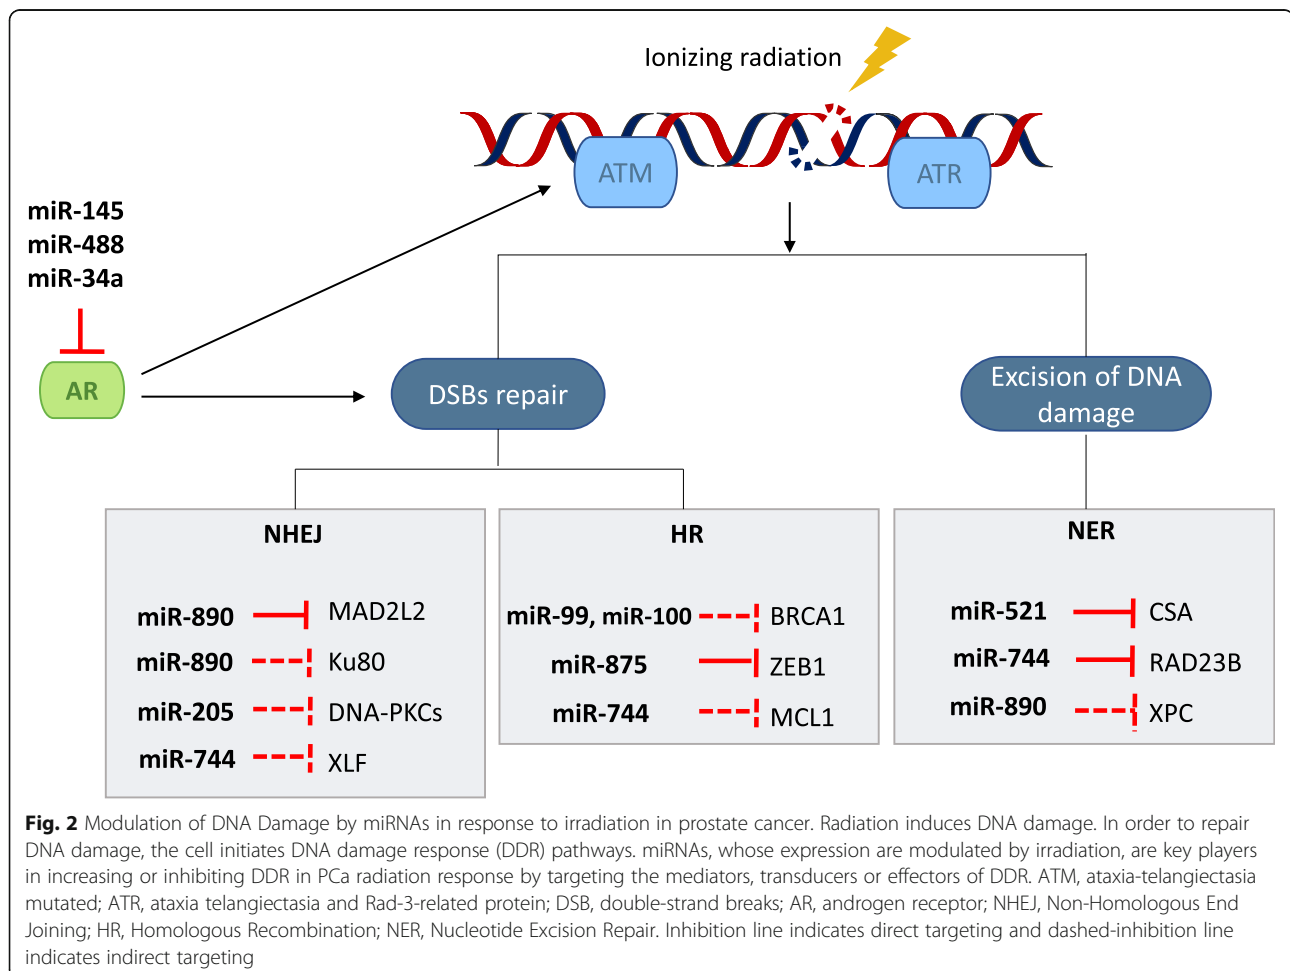 Ionizing radiation
ATM
ATR
miR-145
miR-488
miR-34a
AR
DSBs repair
Excision of DNA
damage
NHEJ
miR-890 MAD2L2
miR-890 Ku80
miR-205 DNA-PKCs
miR-744 XLF
HR
miR-99, miR-100 BRCA1
miR-875 ZEB1
miR-744 MCL1
NER
miR-521 CSA
miR-744 RAD23B
miR-890 XPC
Fig. 2 Modulation of DNA Damage by miRNAs in response to irradiation in prostate cancer. Radiation induces DNA damage. In order to repair
DNA damage, the cell initiates DNA damage response (DDR) pathways. miRNAs, whose expression are modulated by irradiation, are key players
in increasing or inhibiting DDR in PCa radiation response by targeting the mediators, transducers or effectors of DDR. ATM, ataxia-telangiectasia
mutated; ATR, ataxia telangiectasia and Rad-3-related protein; DSB, double-strand breaks; AR, androgen receptor; NHEJ, Non-Homologous End
Joining; HR, Homologous Recombination; NER, Nucleotide Excision Repair. Inhibition line indicates direct targeting and dashed-inhibition line
indicates indirect targeting